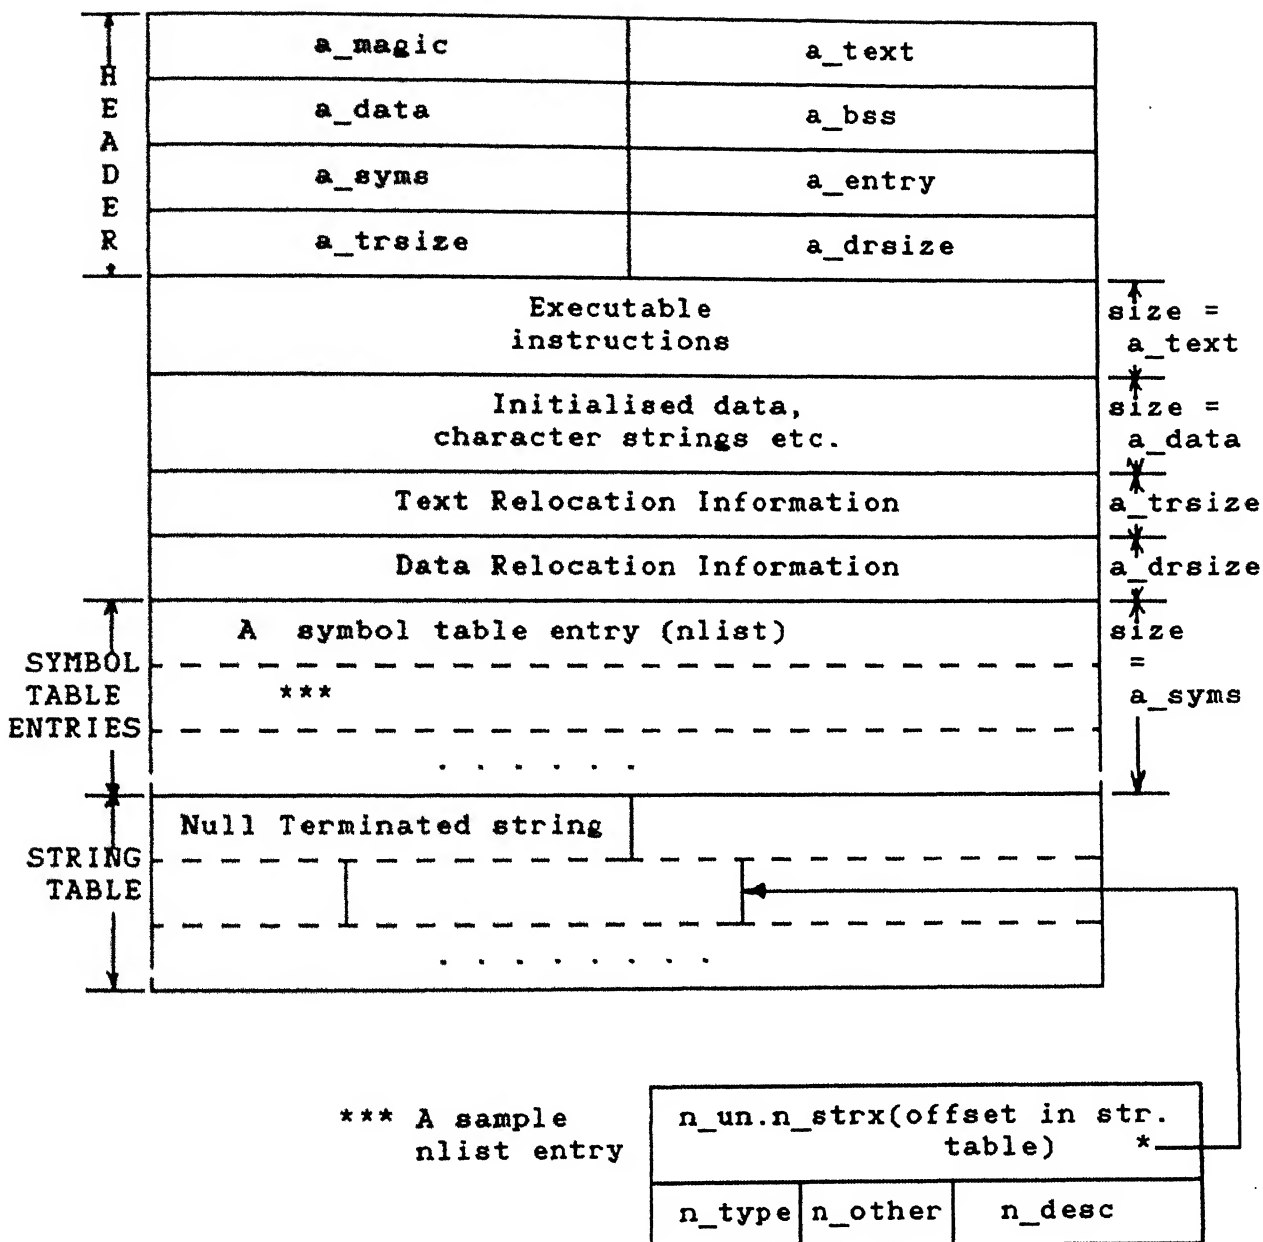 HEADER
a_magic a_text
a_data a_bss
a_syms a_entry
a_trsize a_drsize
Executable
instructions
size =
a_text
Initialised data,
character strings etc.
size =
a_data
Text Relocation Information
a_trsize
Data Relocation Information
a_drsize
SYMBOL
TABLE
ENTRIES
A symbol table entry (nlist)
***
. . . . . .
size
=
a_syms
STRING
TABLE
Null Terminated string
. . . . . . . .
*** A sample
nlist entry
n_un.n_strx(offset in str.
table) *
n_type n_other n_desc